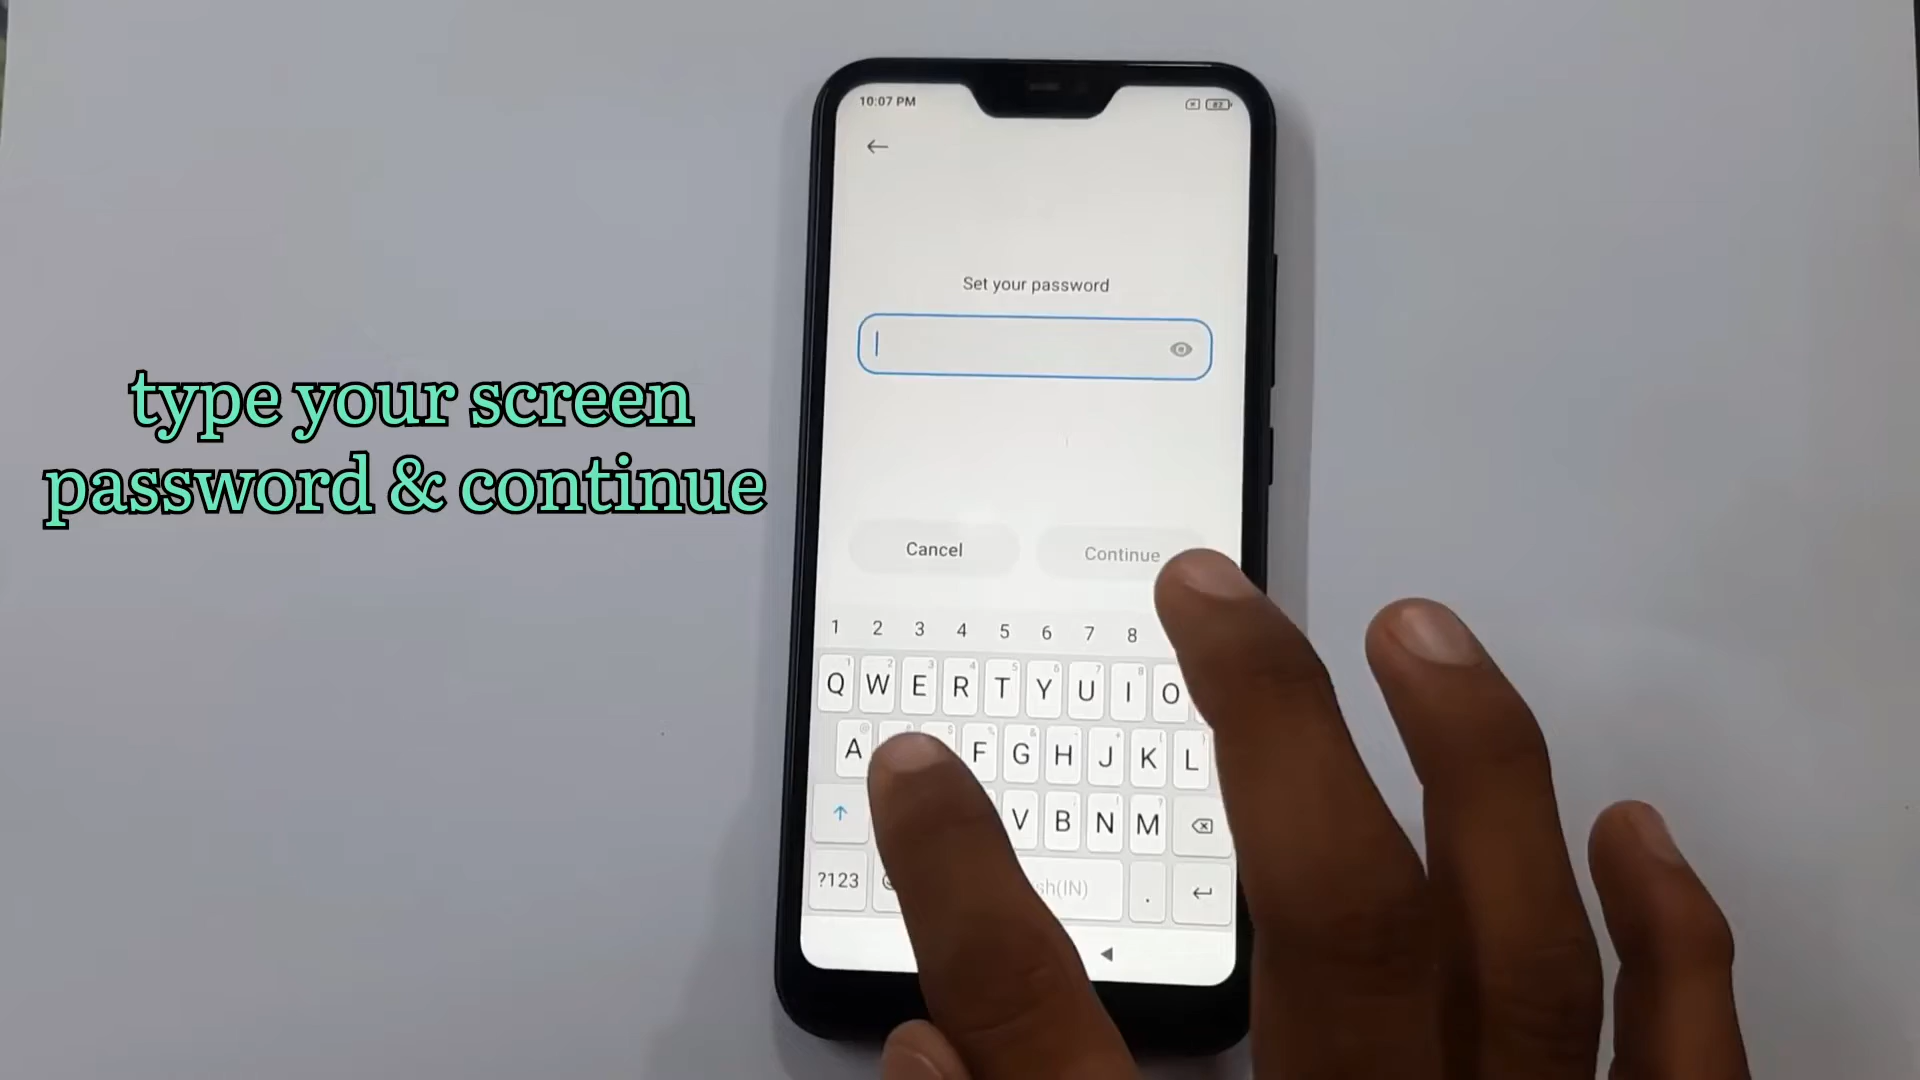 10:07 PM
82
Set your password
type your screen
password & continue
Cancel
Continue
1 2 3 4 5 6 7 8
Q W E R T Y U I O
A F G H J K L
V B N M
?123
sh(IN)
.